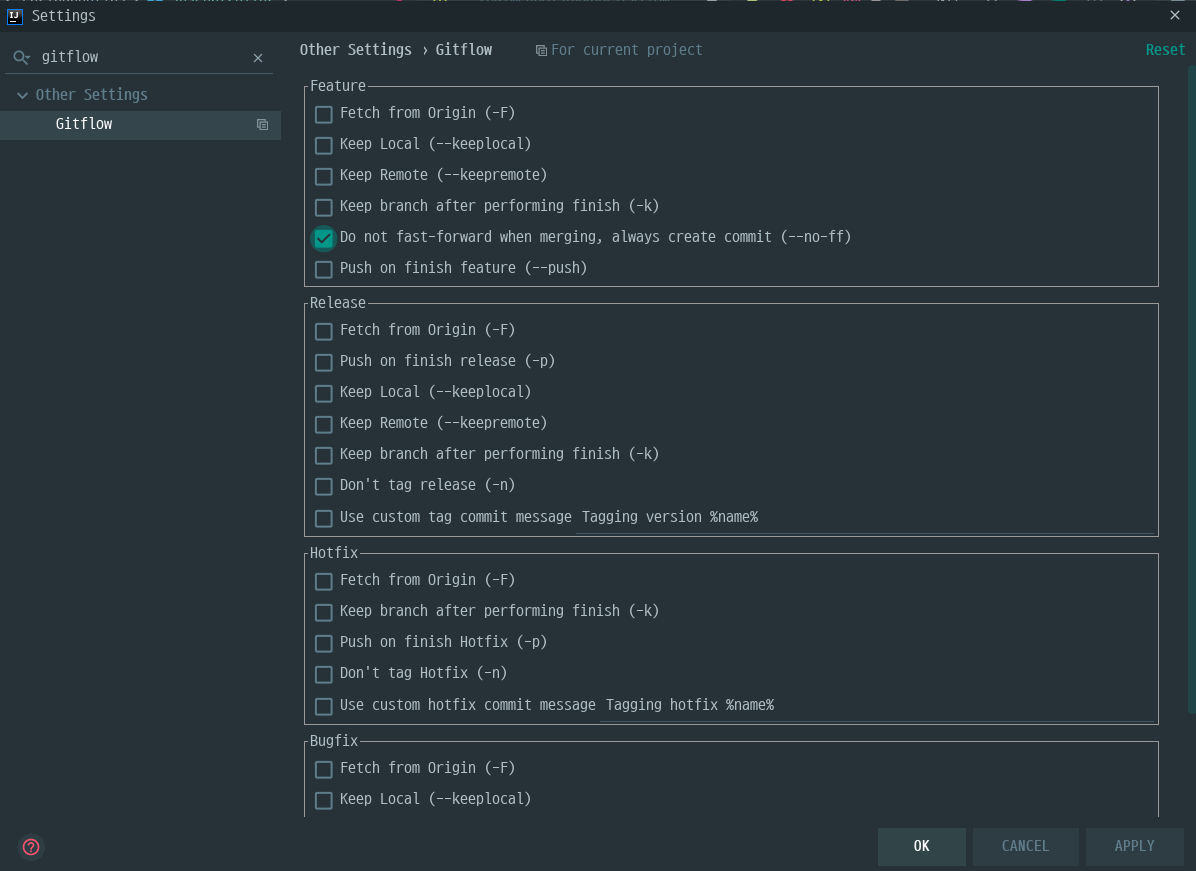 IJ Settings
gitflow
Other Settings
Gitflow
Other Settings › Gitflow For current project Reset
Feature
Fetch from Origin (-F)
Keep Local (--keeplocal)
Keep Remote (--keepremote)
Keep branch after performing finish (-k)
Do not fast-forward when merging, always create commit (--no-ff)
Push on finish feature (--push)
Release
Fetch from Origin (-F)
Push on finish release (-p)
Keep Local (--keeplocal)
Keep Remote (--keepremote)
Keep branch after performing finish (-k)
Don't tag release (-n)
Use custom tag commit message Tagging version %name%
Hotfix
Fetch from Origin (-F)
Keep branch after performing finish (-k)
Push on finish Hotfix (-p)
Don't tag Hotfix (-n)
Use custom hotfix commit message Tagging hotfix %name%
Bugfix
Fetch from Origin (-F)
Keep Local (--keeplocal)
? OK CANCEL APPLY